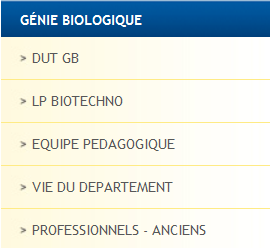 GÉNIE BIOLOGIQUE
> DUT GB
> LP BIOTECHNO
> EQUIPE PEDAGOGIQUE
> VIE DU DEPARTEMENT
> PROFESSIONNELS - ANCIENS